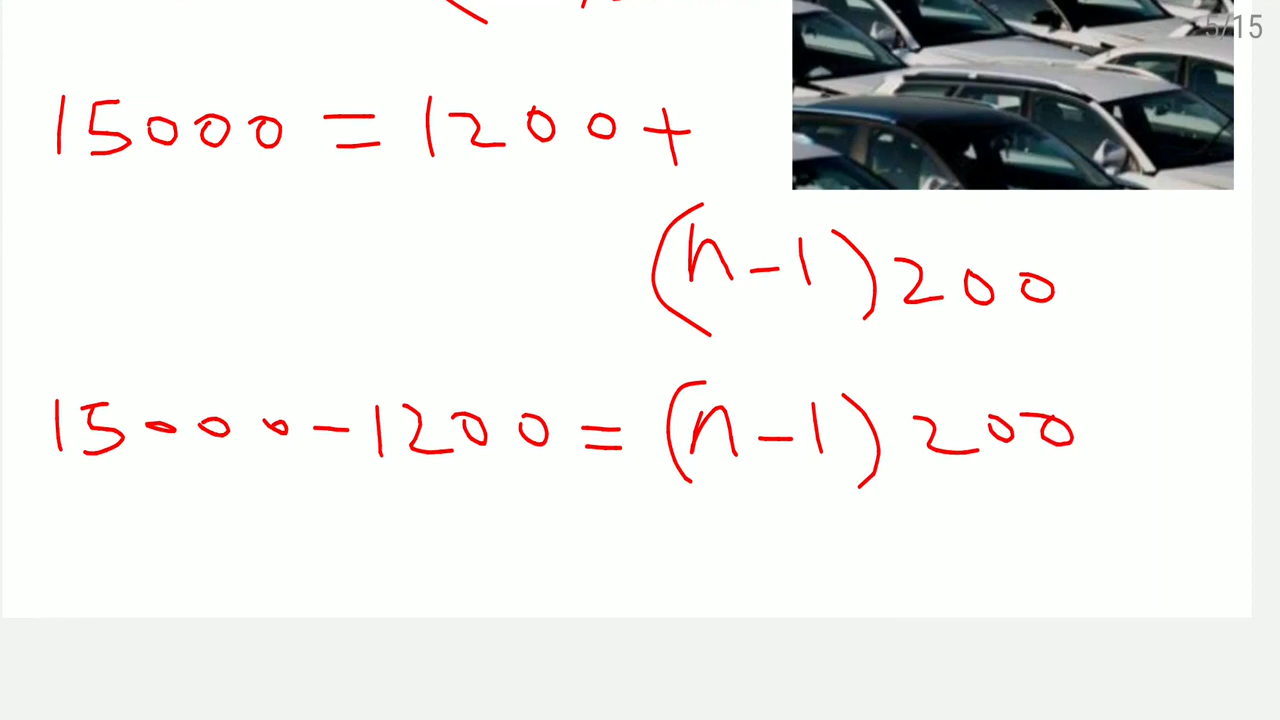 5/15
15000 = 1200 +
(n-1)200
15000-1200 = (n-1)200